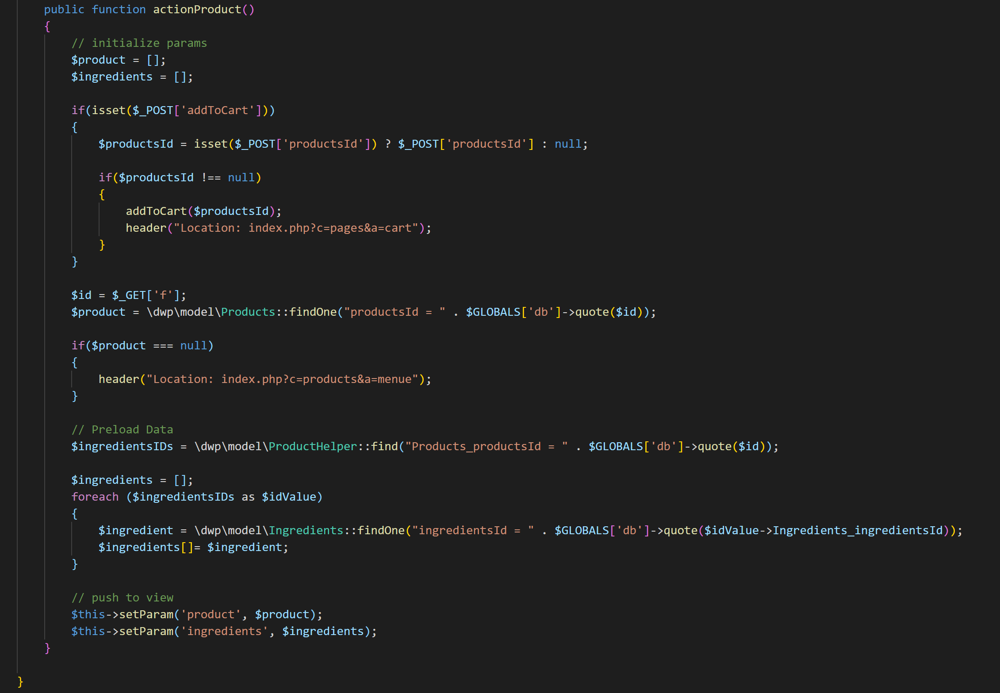 public function actionProduct()
{
// initialize params
$product = [];
$ingredients = [];
if(isset($_POST['addToCart']))
{
$productsId = isset($_POST['productsId']) ? $_POST['productsId'] : null;
if($productsId !== null)
{
addToCart($productsId);
header("Location: index.php?c=pages&a=cart");
}
}
$id = $_GET['f'];
$product = \dwp\model\Products::findOne("productsId = " . $GLOBALS['db']->quote($id));
if($product === null)
{
header("Location: index.php?c=products&a=menue");
}
// Preload Data
$ingredientsIDs = \dwp\model\ProductHelper::find("Products_productsId = " . $GLOBALS['db']->quote($id));
$ingredients = [];
foreach ($ingredientsIDs as $idValue)
{
$ingredient = \dwp\model\Ingredients::findOne("ingredientsId = " . $GLOBALS['db']->quote($idValue->Ingredients_ingredientsId));
$ingredients[]= $ingredient;
}
// push to view
$this->setParam('product', $product);
$this->setParam('ingredients', $ingredients);
}
}